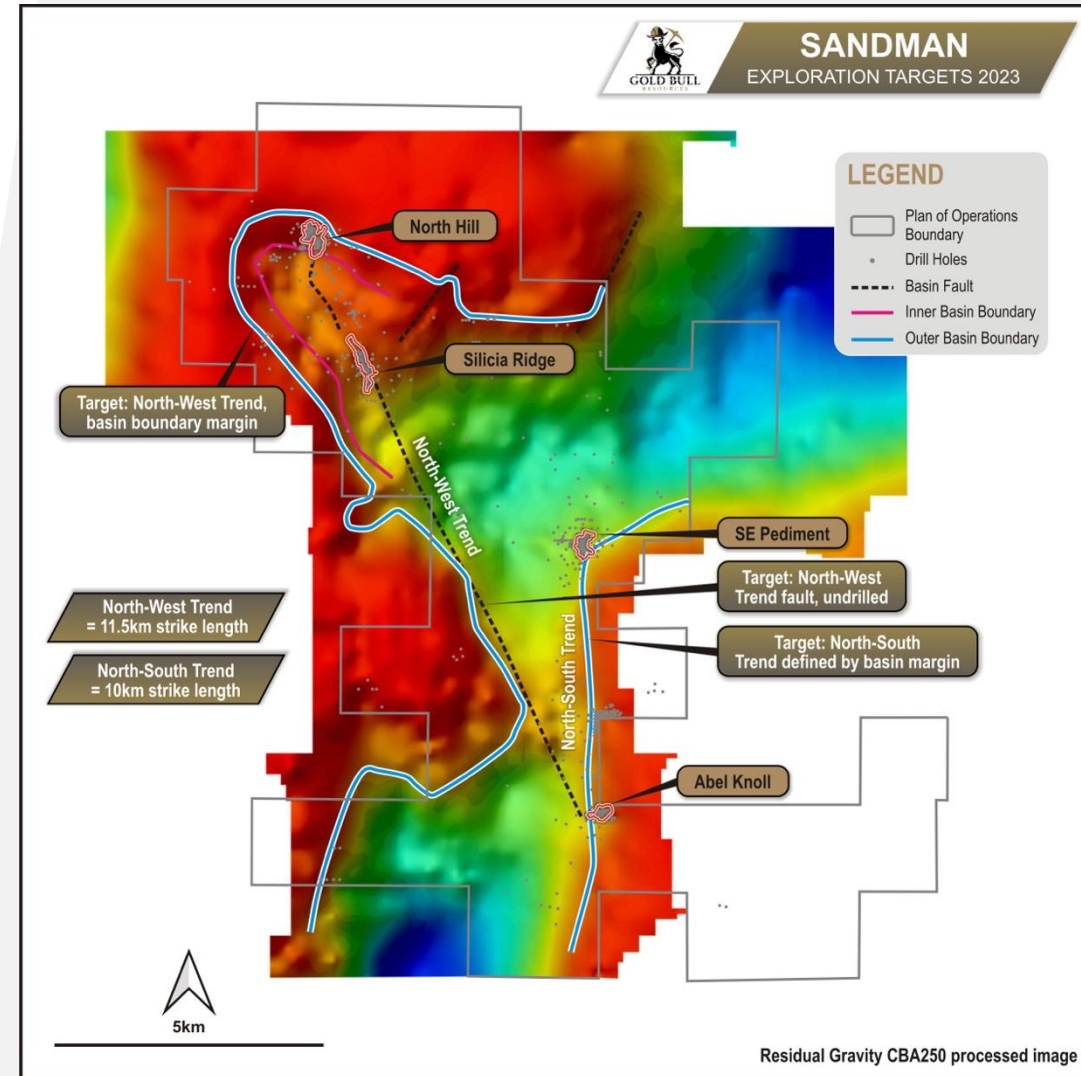 GOLD BULL
RESOURCES
SANDMAN
EXPLORATION TARGETS 2023
LEGEND
Plan of Operations
Boundary
Drill Holes
Basin Fault
Inner Basin Boundary
Outer Basin Boundary
North Hill
Silicia Ridge
Target: North-West Trend,
basin boundary margin
North-West Trend
SE Pediment
Target: North-West
Trend fault, undrilled
North-West Trend
= 11.5km strike length
Target: North-South
Trend defined by basin margin
North-South Trend
= 10km strike length
North-South Trend
Abel Knoll
5km
Residual Gravity CBA250 processed image